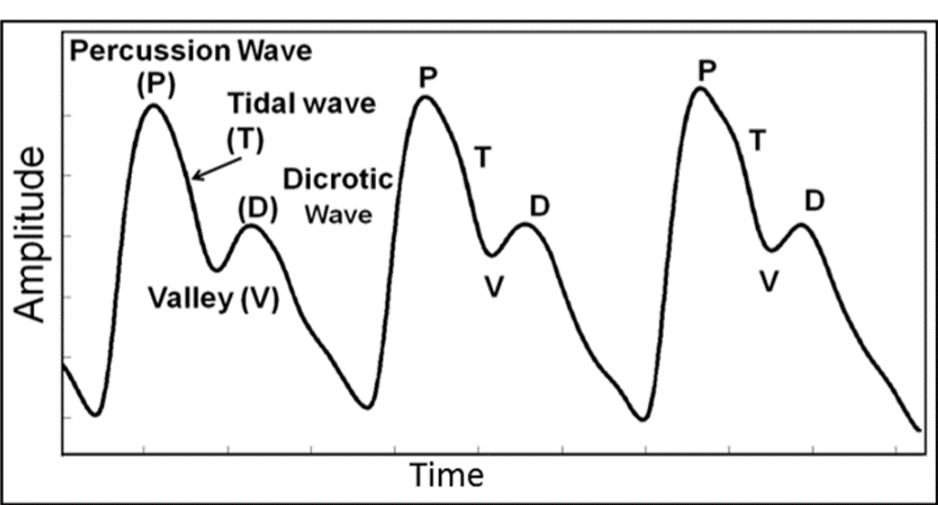 Percussion Wave
(P)
Tidal wave
(T)
Dicrotic
Wave
(D)
Valley (V)
P
T
D
V
P
T
D
V
Amplitude
Time